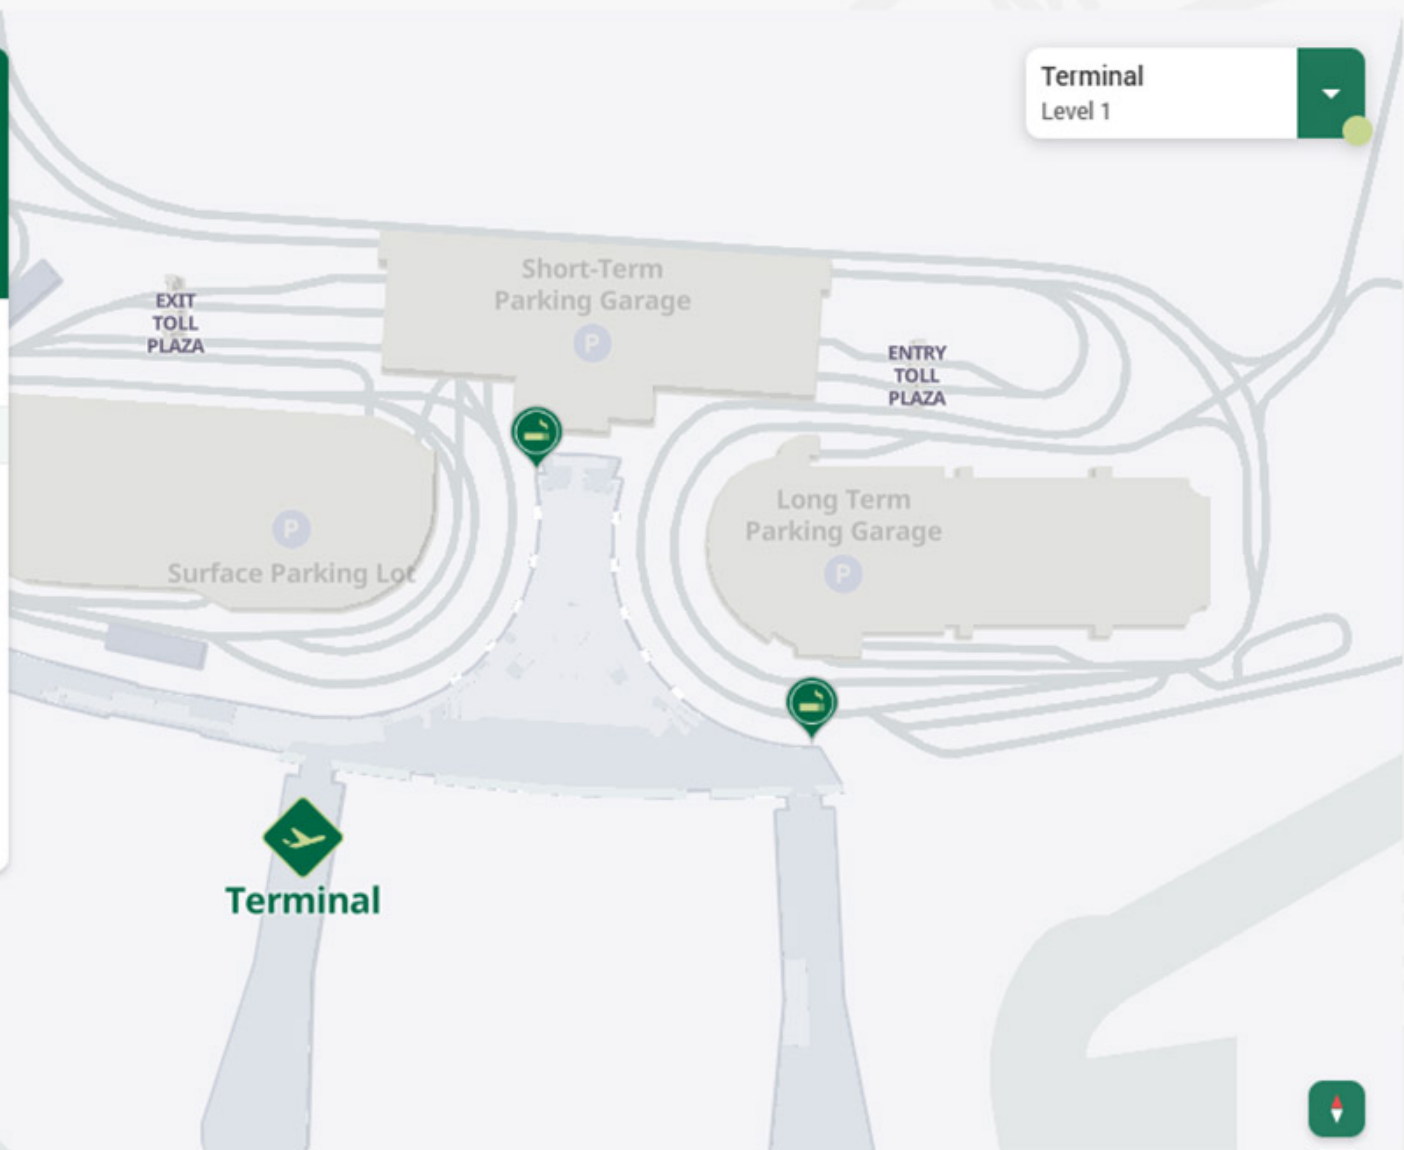 Terminal
Level 1
Short-Term
Parking Garage
P
EXIT
TOLL
PLAZA
ENTRY
TOLL
PLAZA
Long Term
Parking Garage
P
P
Surface Parking Lot
Terminal